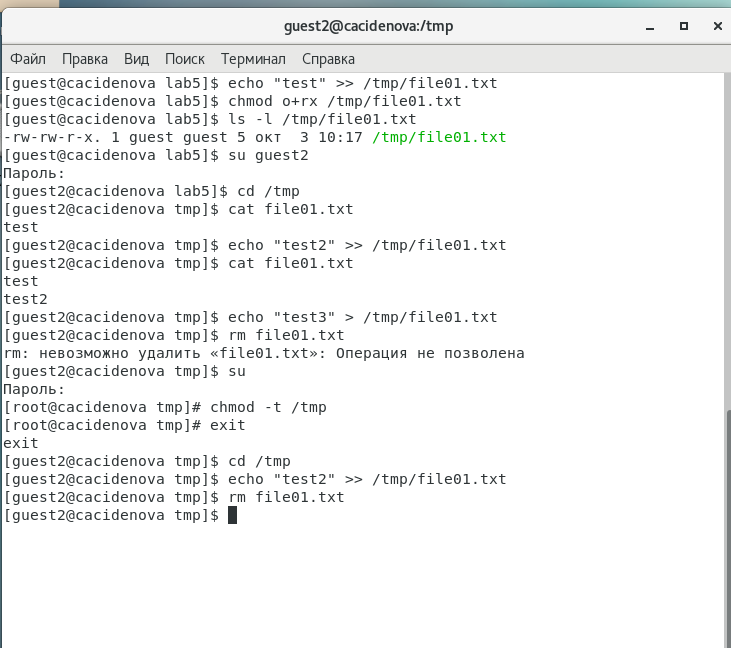 guest2@cacidenova:/tmp
Файл Правка Вид Поиск Терминал Справка
[guest@cacidenova lab5]$ echo "test" >> /tmp/file01.txt
[guest@cacidenova lab5]$ chmod o+rx /tmp/file01.txt
[guest@cacidenova lab5]$ ls -l /tmp/file01.txt
-rw-rw-r-x. 1 guest guest 5 окт  3 10:17 /tmp/file01.txt
[guest@cacidenova lab5]$ su guest2
Пароль:
[guest2@cacidenova lab5]$ cd /tmp
[guest2@cacidenova tmp]$ cat file01.txt
test
[guest2@cacidenova tmp]$ echo "test2" >> /tmp/file01.txt
[guest2@cacidenova tmp]$ cat file01.txt
test
test2
[guest2@cacidenova tmp]$ echo "test3" > /tmp/file01.txt
[guest2@cacidenova tmp]$ rm file01.txt
rm: невозможно удалить «file01.txt»: Операция не позволена
[guest2@cacidenova tmp]$ su
Пароль:
[root@cacidenova tmp]# chmod -t /tmp
[root@cacidenova tmp]# exit
exit
[guest2@cacidenova tmp]$ cd /tmp
[guest2@cacidenova tmp]$ echo "test2" >> /tmp/file01.txt
[guest2@cacidenova tmp]$ rm file01.txt
[guest2@cacidenova tmp]$